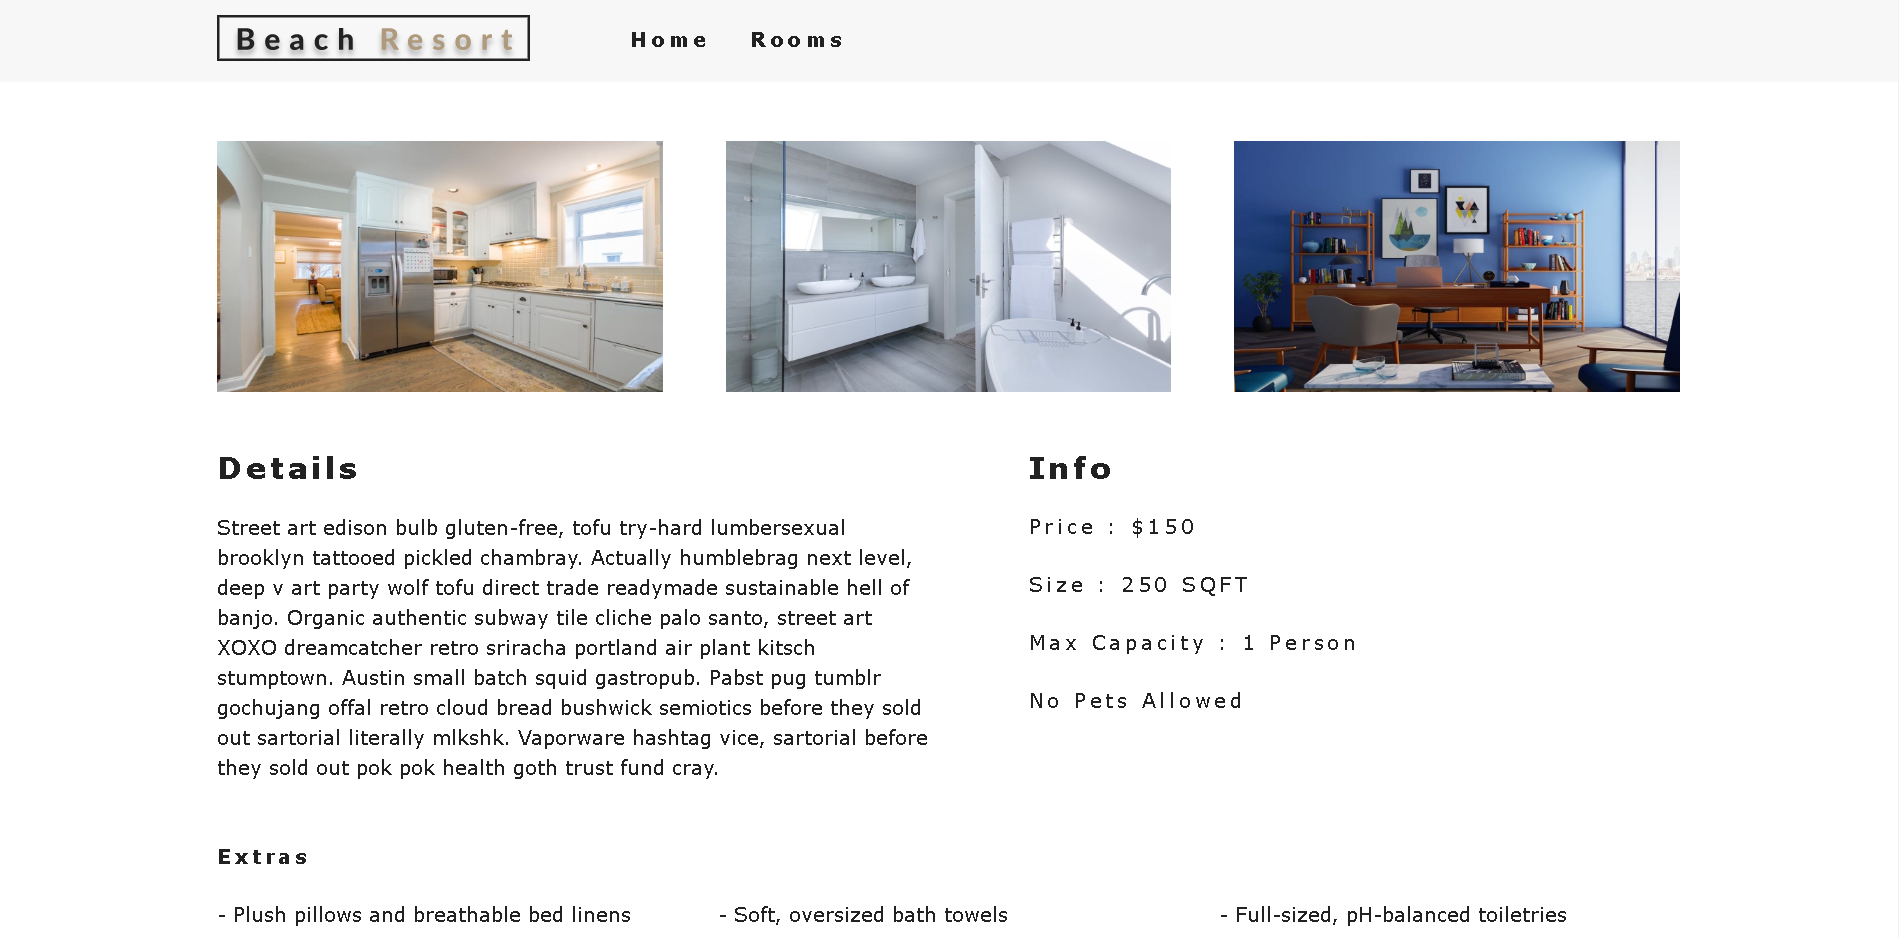 Beach Resort
Home
Rooms
Details
Street art edison bulb gluten-free, tofu try-hard lumbersexual
brooklyn tattooed pickled chambray. Actually humblebrag next level,
deep v art party wolf tofu direct trade readymade sustainable hell of
banjo. Organic authentic subway tile cliche palo santo, street art
XOXO dreamcatcher retro sriracha portland air plant kitsch
stumptown. Austin small batch squid gastropub. Pabst pug tumblr
gochujang offal retro cloud bread bushwick semiotics before they sold
out sartorial literally mlkshk. Vaporware hashtag vice, sartorial before
they sold out pok pok health goth trust fund cray.
Info
Price : $150
Size : 250 SQFT
Max Capacity : 1 Person
No Pets Allowed
Extras
- Plush pillows and breathable bed linens
- Soft, oversized bath towels
- Full-sized, pH-balanced toiletries